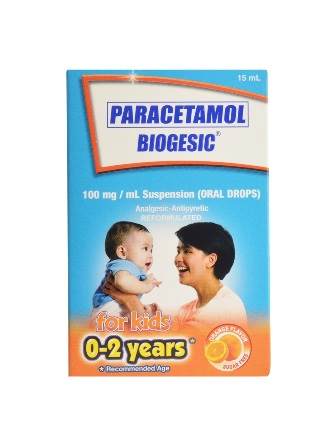 15 mL
PARACETAMOL
BIOGESIC®
100 mg / mL Suspension (ORAL DROPS)
Analgesic-Antipyretic
REFORMULATED
for kids
0-2 years*
* Recommended Age
ORANGE FLAVOR
SUGAR FREE